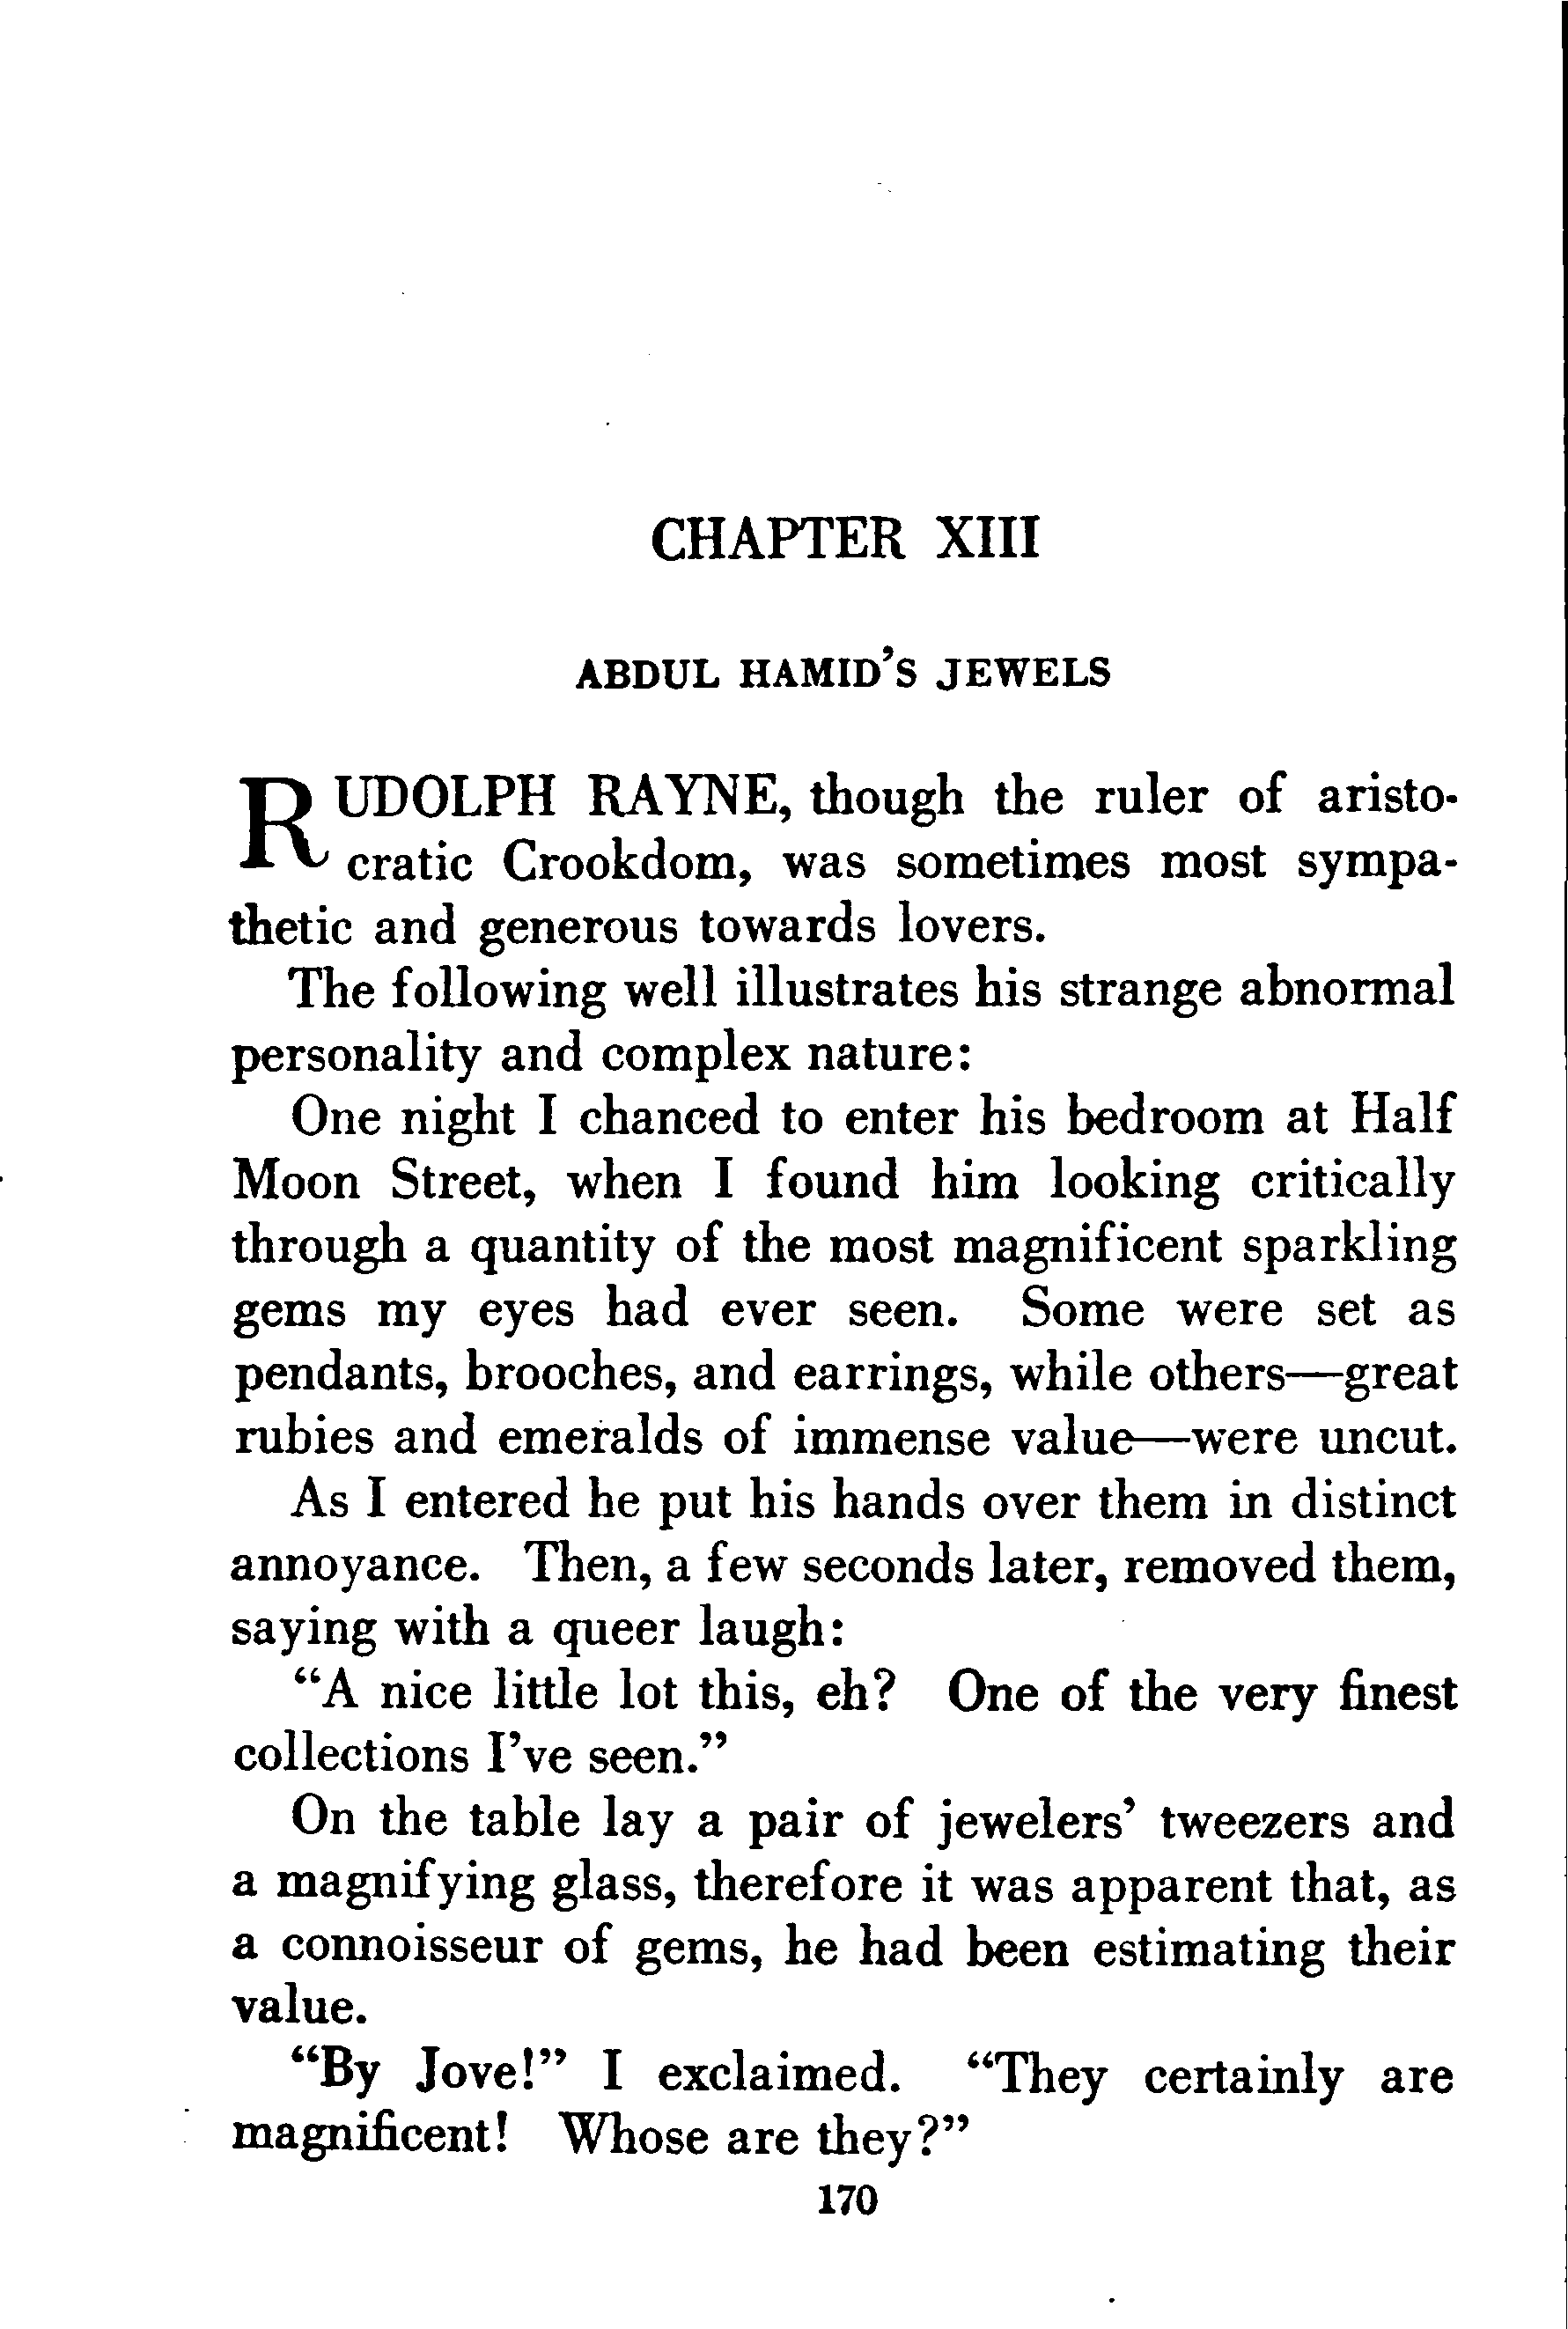 CHAPTER XIII
ABDUL HAMID'S JEWELS
RUDOLPH RAYNE, though the ruler of aristo-
cratic Crookdom, was sometimes most sympa-
thetic and generous towards lovers.
The following well illustrates his strange abnormal
personality and complex nature:
One night I chanced to enter his bedroom at Half
Moon Street, when I found him looking critically
through a quantity of the most magnificent sparkling
gems my eyes had ever seen. Some were set as
pendants, brooches, and earrings, while others—great
rubies and emeralds of immense value—were uncut.
As I entered he put his hands over them in distinct
annoyance. Then, a few seconds later, removed them,
saying with a queer laugh:
“A nice little lot this, eh? One of the very finest
collections I’ve seen.”
On the table lay a pair of jewelers’ tweezers and
a magnifying glass, therefore it was apparent that, as
a connoisseur of gems, he had been estimating their
value.
“By Jove!” I exclaimed. “They certainly are
magnificent! Whose are they?”
170